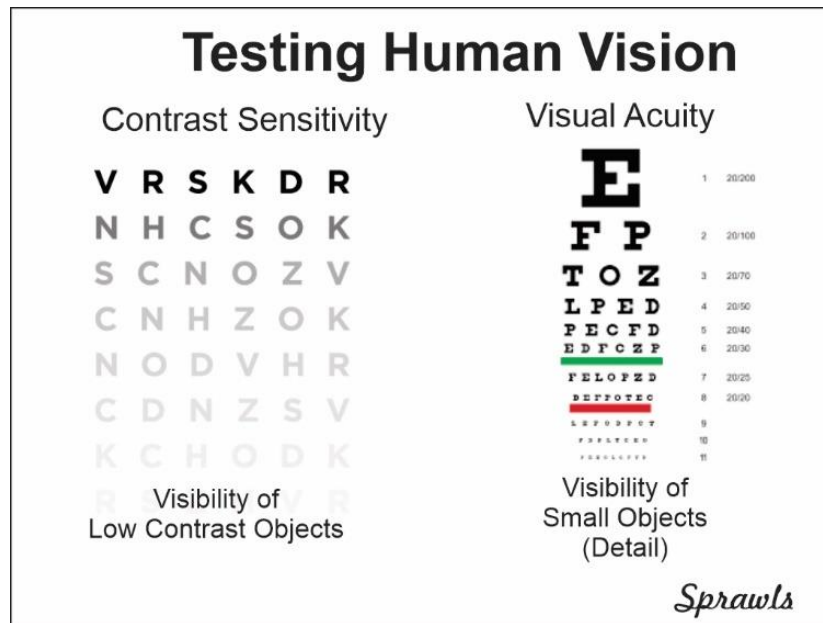 Testing Human Vision
Contrast Sensitivity
V R S K D R
N H C S O K
S C N O Z V
C N H Z O K
N O D V H R
C D N Z S V
K C H O D K
R S V R
Visibility of
Low Contrast Objects
Visual Acuity
E 1 20/200
F P 2 20/100
T O Z 3 20/70
L P E D 4 20/50
P E C F D 5 20/40
E D F C Z P 6 20/30
F E L O P Z D 7 20/25
D E F P O T E C 8 20/20
9
10
11
Visibility of
Small Objects
(Detail)
Sprawls